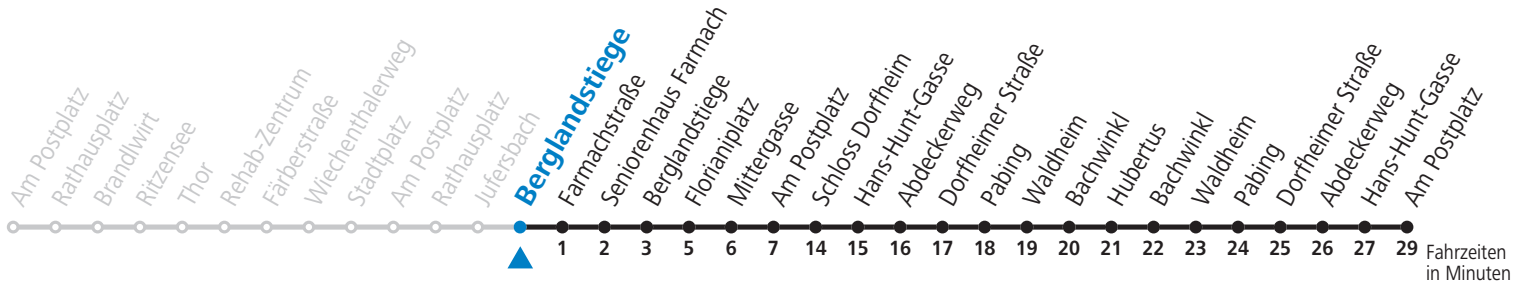 Am Postplatz
Rathausplatz
Brandlwirt
Ritzensee
Thor
Rehab-Zentrum
Färberstraße
Wiechenthalerweg
Stadtplatz
Am Postplatz
Rathausplatz
Jufersbach
Berglandstiege
Farmachstraße
Seniorenhaus Farmach
Berglandstiege
Florianiplatz
Mittergasse
Am Postplatz
Schloss Dorfheim
Hans-Hunt-Gasse
Abdeckerweg
Dorfheimer Straße
Pabing
Waldheim
Bachwinkl
Hubertus
Bachwinkl
Waldheim
Pabing
Dorfheimer Straße
Abdeckerweg
Hans-Hunt-Gasse
Am Postplatz
1 2 3 5 6 7 14 15 16 17 18 19 20 21 22 23 24 25 26 27 29
Fahrzeiten
in Minuten